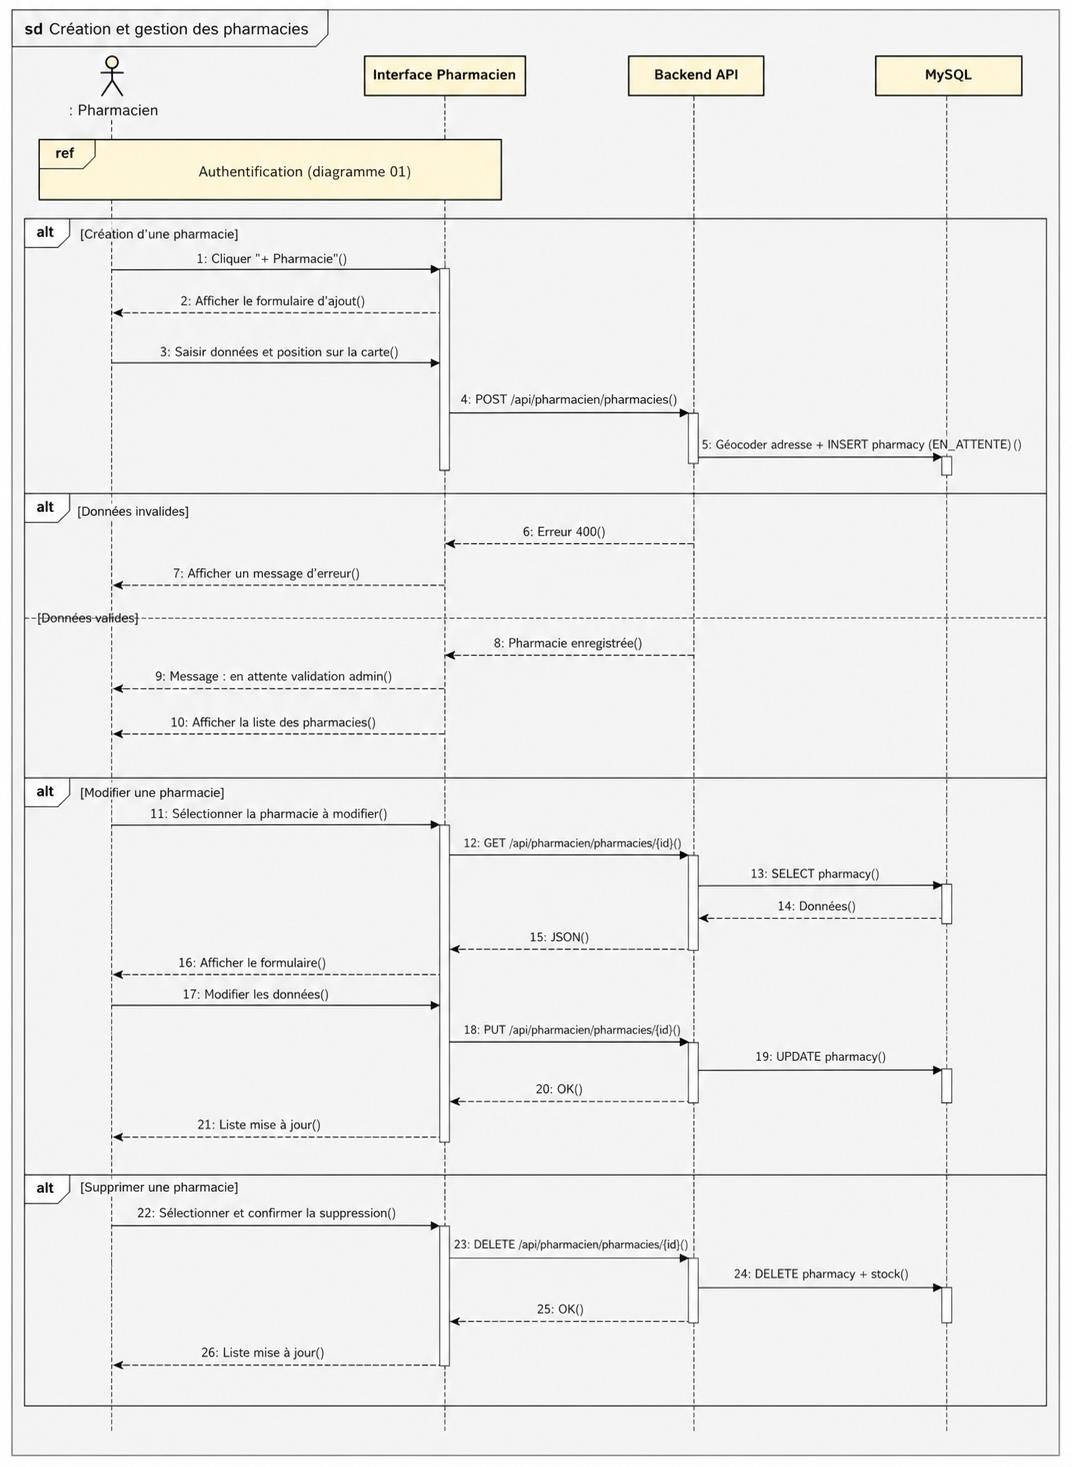 sd Création et gestion des pharmacies
Interface Pharmacien
Backend API
MySQL
: Pharmacien
ref
Authentification (diagramme 01)
alt
[Création d'une pharmacie]
1: Cliquer "+ Pharmacie"()
2: Afficher le formulaire d'ajout()
3: Saisir données et position sur la carte()
4: POST /api/pharmacien/pharmacies()
5: Géocoder adresse + INSERT pharmacy (EN_ATTENTE) ()
alt
[Données invalides]
6: Erreur 400()
7: Afficher un message d'erreur()
[Données valides]
8: Pharmacie enregistrée()
9: Message : en attente validation admin()
10: Afficher la liste des pharmacies()
alt
[Modifier une pharmacie]
11: Sélectionner la pharmacie à modifier()
12: GET /api/pharmacien/pharmacies/{id}()
13: SELECT pharmacy()
14: Données()
15: JSON()
16: Afficher le formulaire()
17: Modifier les données()
18: PUT /api/pharmacien/pharmacies/{id}()
19: UPDATE pharmacy()
20: OK()
21: Liste mise à jour()
alt
[Supprimer une pharmacie]
22: Sélectionner et confirmer la suppression()
23: DELETE /api/pharmacien/pharmacies/{id}()
24: DELETE pharmacy + stock()
25: OK()
26: Liste mise à jour()